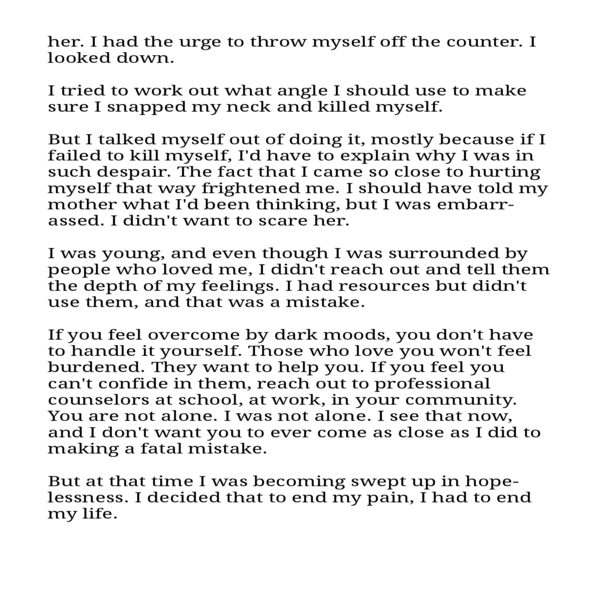 her. I had the urge to throw myself off the counter. I
looked down.
I tried to work out what angle I should use to make
sure I snapped my neck and killed myself.
But I talked myself out of doing it, mostly because if I
failed to kill myself, I'd have to explain why I was in
such despair. The fact that I came so close to hurting
myself that way frightened me. I should have told my
mother what I'd been thinking, but I was embarr-
assed. I didn't want to scare her.
I was young, and even though I was surrounded by
people who loved me, I didn't reach out and tell them
the depth of my feelings. I had resources but didn't
use them, and that was a mistake.
If you feel overcome by dark moods, you don't have
to handle it yourself. Those who love you won't feel
burdened. They want to help you. If you feel you
can't confide in them, reach out to professional
counselors at school, at work, in your community.
You are not alone. I was not alone. I see that now,
and I don't want you to ever come as close as I did to
making a fatal mistake.
But at that time I was becoming swept up in hope-
lessness. I decided that to end my pain, I had to end
my life.